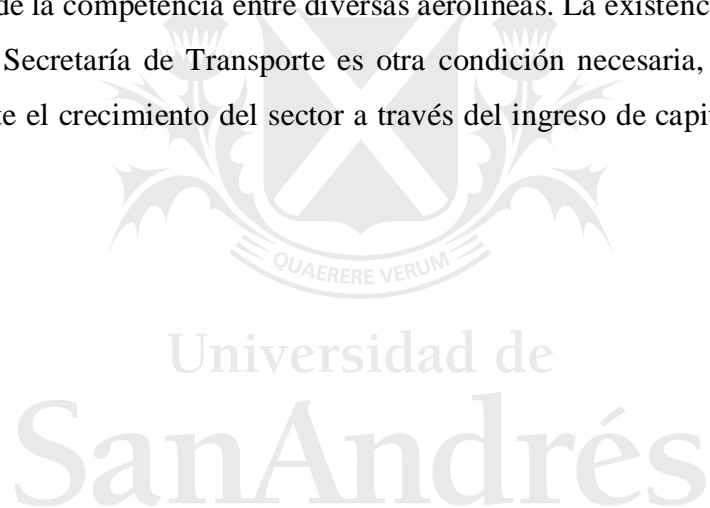 de la competencia entre diversas aerolíneas. La existenc
Secretaría de Transporte es otra condición necesaria,
te el crecimiento del sector a través del ingreso de capit
QUAERERE VERUM
Universidad de
SanAndrés